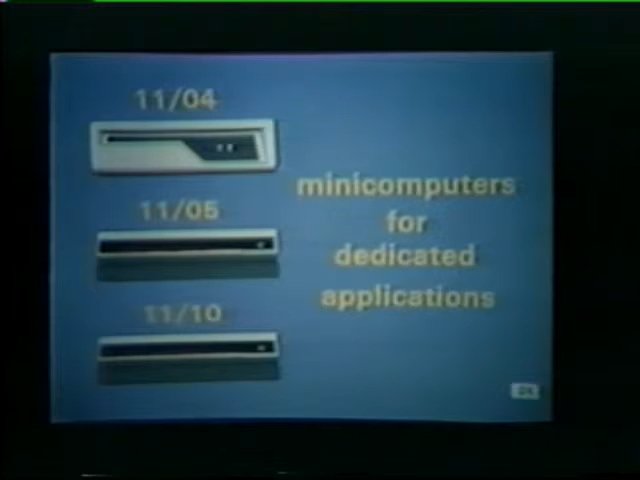 11/04
11/05
11/10
minicomputers
for
dedicated
applications